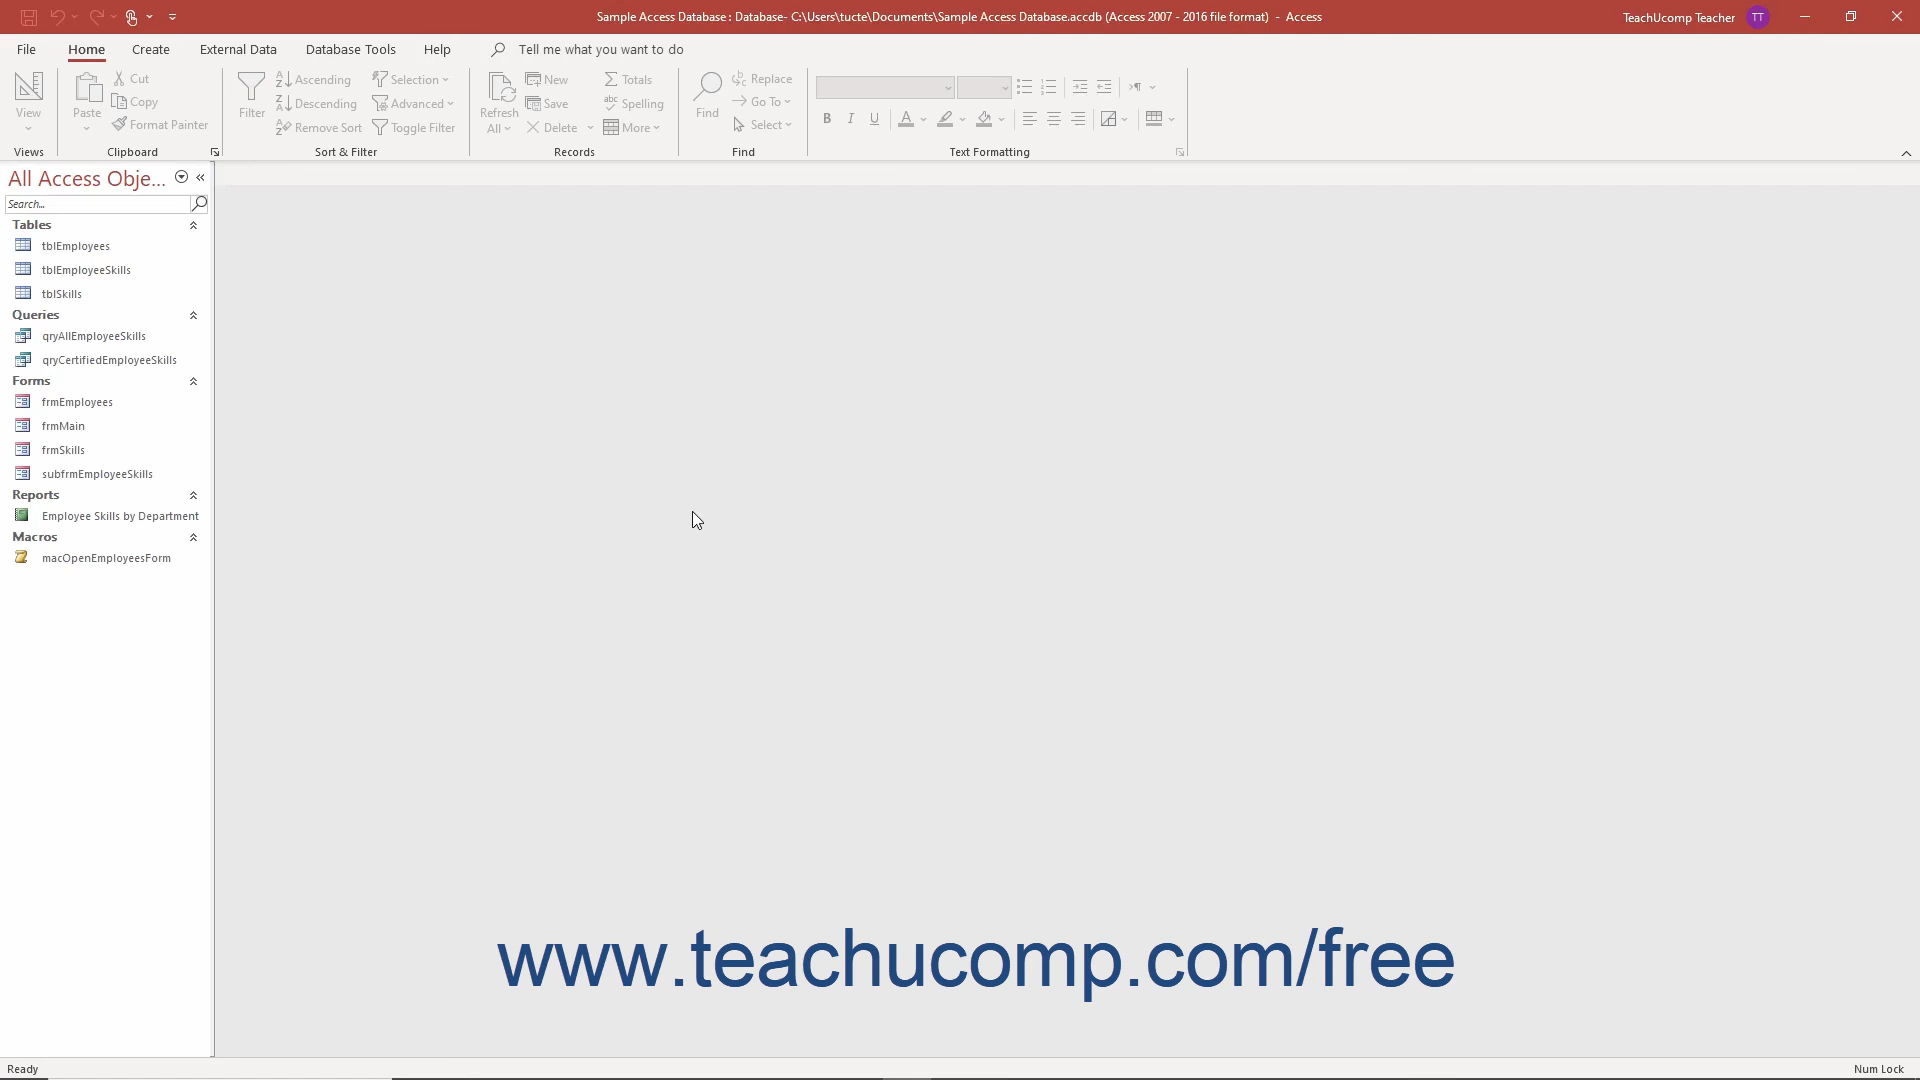 Sample Access Database : Database- C:\Users\tucte\Documents\Sample Access Database.accdb (Access 2007 - 2016 file format) - Access
TeachUcomp Teacher
TT
File
Home
Create
External Data
Database Tools
Help
Tell me what you want to do
View
Paste
Cut
Copy
Format Painter
Filter
Ascending
Descending
Remove Sort
Selection
Advanced
Toggle Filter
Refresh
All
New
Save
Delete
Totals
Spelling
More
Find
Replace
Go To
Select
B I U
Views
Clipboard
Sort & Filter
Records
Find
Text Formatting
All Access Obje...
Search...
Tables
tblEmployees
tblEmployeeSkills
tblSkills
Queries
qryAllEmployeeSkills
qryCertifiedEmployeeSkills
Forms
frmEmployees
frmMain
frmSkills
subfrmEmployeeSkills
Reports
Employee Skills by Department
Macros
macOpenEmployeesForm
www.teachucomp.com/free
Ready
Num Lock